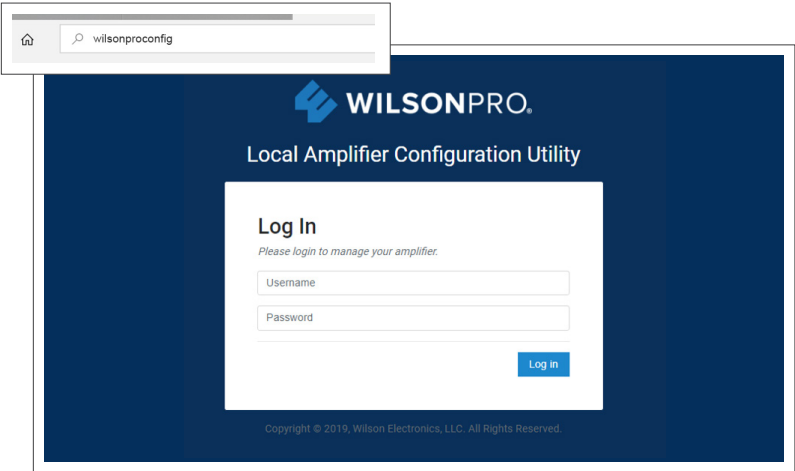 wilsonproconfig
WILSONPRO®
Local Amplifier Configuration Utility
Log In
Please login to manage your amplifier.
Username
Password
Log in
Copyright © 2019, Wilson Electronics, LLC. All Rights Reserved.